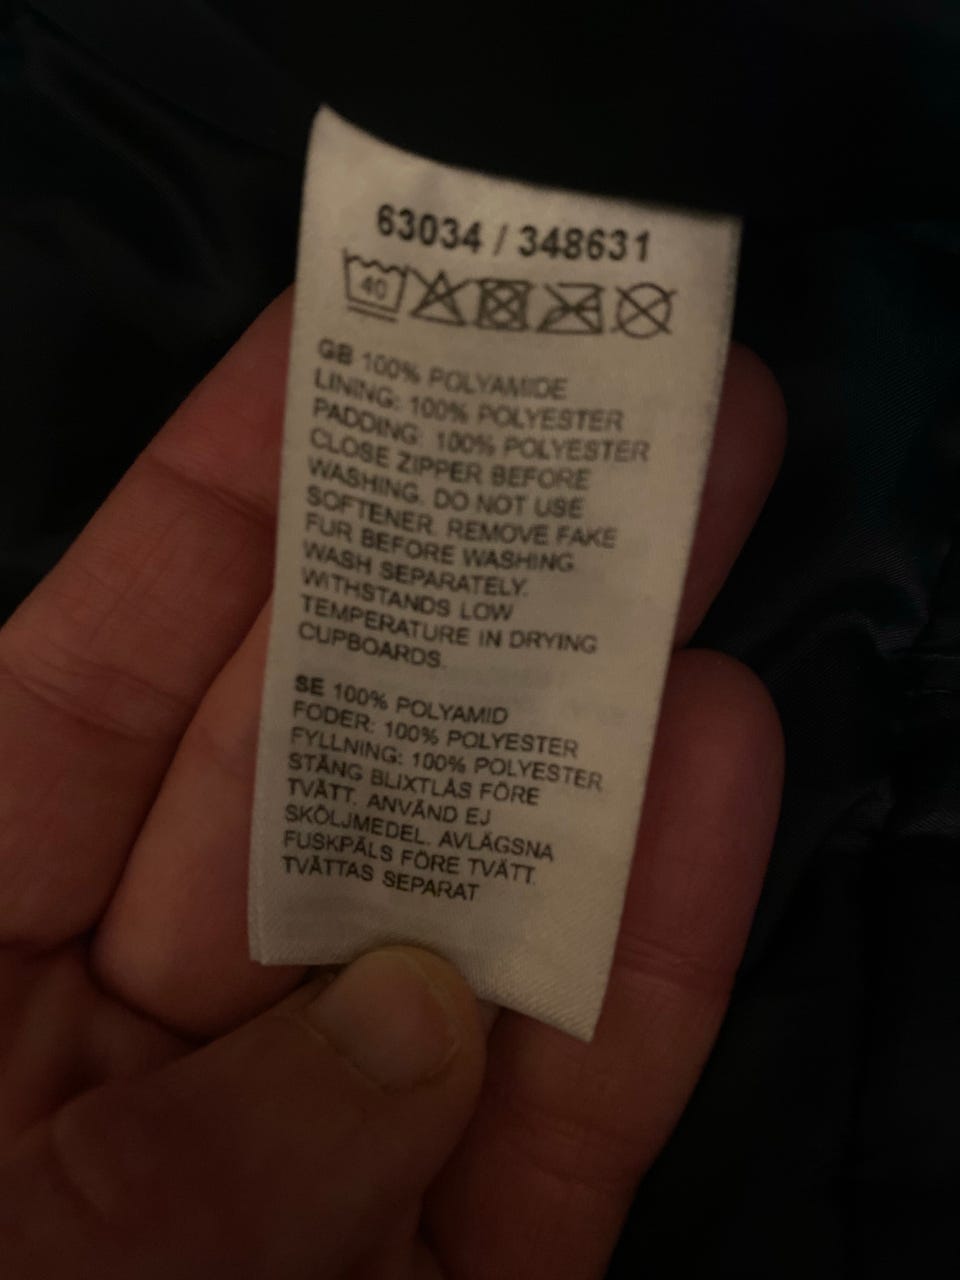 63034 / 348631
40
GB 100% POLYAMIDE
LINING: 100% POLYESTER
PADDING: 100% POLYESTER
CLOSE ZIPPER BEFORE
WASHING. DO NOT USE
SOFTENER. REMOVE FAKE
FUR BEFORE WASHING.
WASH SEPARATELY.
WITHSTANDS LOW
TEMPERATURE IN DRYING
CUPBOARDS.
SE 100% POLYAMID
FODER: 100% POLYESTER
FYLLNING: 100% POLYESTER
STÄNG BLIXTLÅS FÖRE
TVÄTT. ANVÄND EJ
SKÖLJMEDEL. AVLÄGSNA
FUSKPÄLS FÖRE TVÄTT.
TVÄTTAS SEPARAT